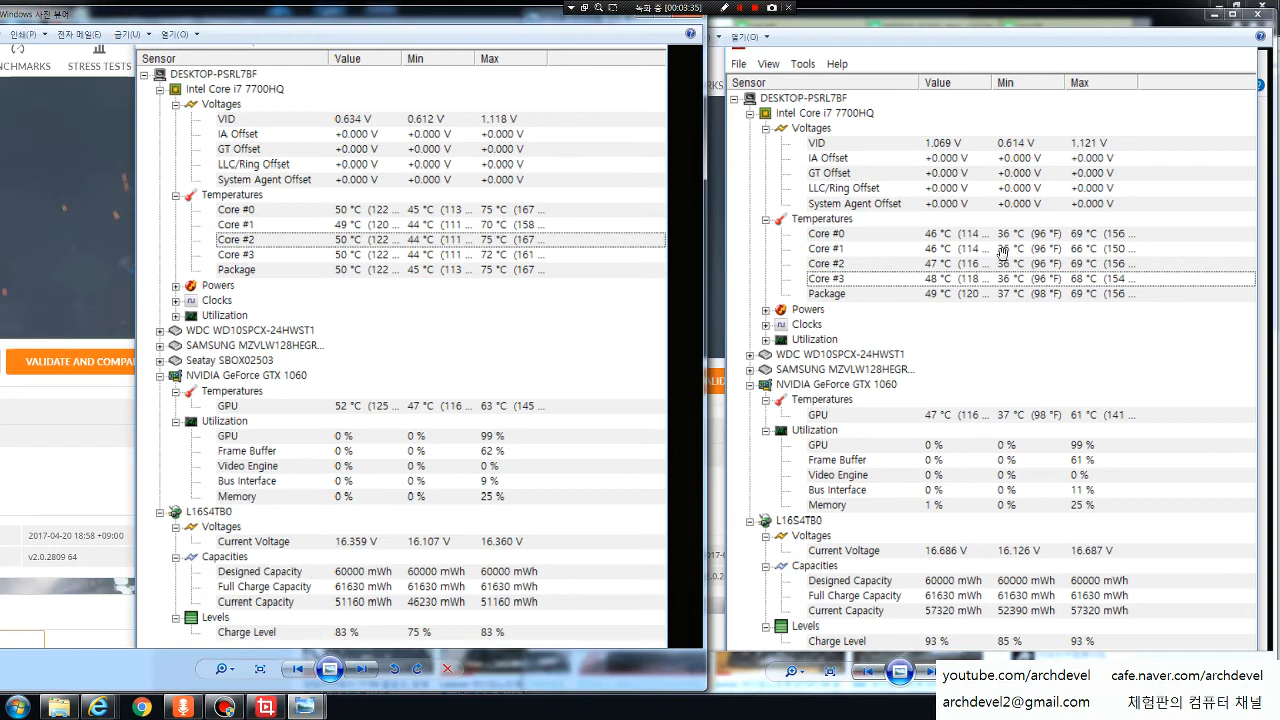 Windows 사진 뷰어
녹화 중 [00:03:35]
인쇄(P) 전자 메일(E) 굽기(U) 열기(O)
NCHMARKS STRESS TESTS
Sensor Value Min Max
DESKTOP-PSRL7BF
Intel Core i7 7700HQ
Voltages
VID 0.634 V 0.612 V 1.118 V
IA Offset +0.000 V +0.000 V +0.000 V
GT Offset +0.000 V +0.000 V +0.000 V
LLC/Ring Offset +0.000 V +0.000 V +0.000 V
System Agent Offset +0.000 V +0.000 V +0.000 V
Temperatures
Core #0 50 °C (122 ... 45 °C (113 ... 75 °C (167 ...
Core #1 49 °C (120 ... 44 °C (111 ... 70 °C (158 ...
Core #2 50 °C (122 ... 44 °C (111 ... 75 °C (167 ...
Core #3 50 °C (122 ... 44 °C (111 ... 72 °C (161 ...
Package 50 °C (122 ... 45 °C (113 ... 75 °C (167 ...
Powers
Clocks
Utilization
WDC WD10SPCX-24HWST1
SAMSUNG MZVLW128HEGR...
Seatay SBOX02503
NVIDIA GeForce GTX 1060
Temperatures
GPU 52 °C (125 ... 47 °C (116 ... 63 °C (145 ...
Utilization
GPU 0 % 0 % 99 %
Frame Buffer 0 % 0 % 62 %
Video Engine 0 % 0 % 0 %
Bus Interface 0 % 0 % 9 %
Memory 0 % 0 % 25 %
L16S4TB0
Voltages
Current Voltage 16.359 V 16.107 V 16.360 V
Capacities
Designed Capacity 60000 mWh 60000 mWh 60000 mWh
Full Charge Capacity 61630 mWh 61630 mWh 61630 mWh
Current Capacity 51160 mWh 46230 mWh 51160 mWh
Levels
Charge Level 83 % 75 % 83 %
VALIDATE AND COMPA
2017-04-20 18:58 +09:00
v2.0.2809 64
열기(O)
File View Tools Help
Sensor Value Min Max
DESKTOP-PSRL7BF
Intel Core i7 7700HQ
Voltages
VID 1.069 V 0.614 V 1.121 V
IA Offset +0.000 V +0.000 V +0.000 V
GT Offset +0.000 V +0.000 V +0.000 V
LLC/Ring Offset +0.000 V +0.000 V +0.000 V
System Agent Offset +0.000 V +0.000 V +0.000 V
Temperatures
Core #0 46 °C (114 ... 36 °C (96 °F) 69 °C (156 ...
Core #1 46 °C (114 ... 36 °C (96 °F) 66 °C (150 ...
Core #2 47 °C (116 ... 36 °C (96 °F) 69 °C (156 ...
Core #3 48 °C (118 ... 36 °C (96 °F) 68 °C (154 ...
Package 49 °C (120 ... 37 °C (98 °F) 69 °C (156 ...
Powers
Clocks
Utilization
WDC WD10SPCX-24HWST1
SAMSUNG MZVLW128HEGR...
NVIDIA GeForce GTX 1060
Temperatures
GPU 47 °C (116 ... 37 °C (98 °F) 61 °C (141 ...
Utilization
GPU 0 % 0 % 99 %
Frame Buffer 0 % 0 % 61 %
Video Engine 0 % 0 % 0 %
Bus Interface 0 % 0 % 11 %
Memory 1 % 0 % 25 %
L16S4TB0
Voltages
Current Voltage 16.686 V 16.126 V 16.687 V
Capacities
Designed Capacity 60000 mWh 60000 mWh 60000 mWh
Full Charge Capacity 61630 mWh 61630 mWh 61630 mWh
Current Capacity 57320 mWh 52390 mWh 57320 mWh
Levels
Charge Level 93 % 85 % 93 %
youtube.com/archdevel cafe.naver.com/archdevel
archdevel2@gmail.com 체험판의 컴퓨터 채널